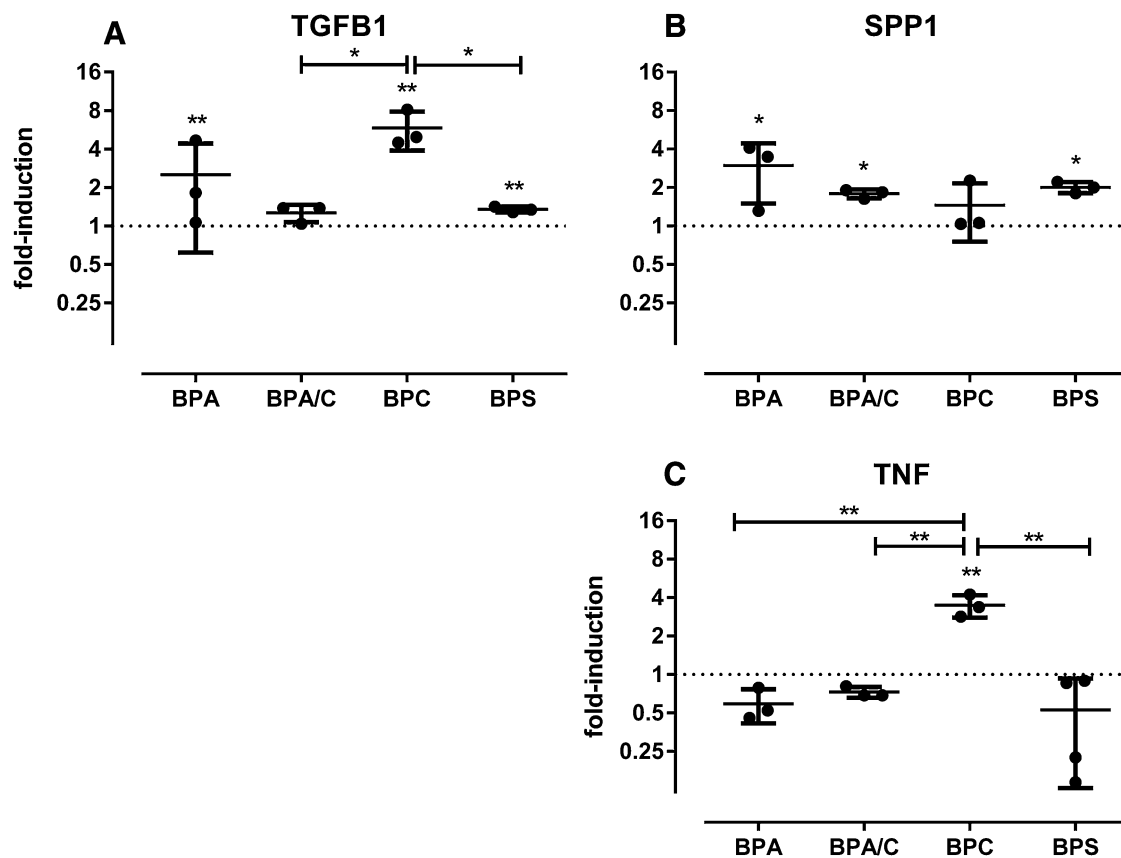 A TGFB1
* *
** ** **
16
8
4
2
1
0.5
0.25
fold-induction
BPA BPA/C BPC BPS
B SPP1
* * *
16
8
4
2
1
0.5
0.25
BPA BPA/C BPC BPS
C TNF
**
** **
**
16
8
4
2
1
0.5
0.25
fold-induction
BPA BPA/C BPC BPS